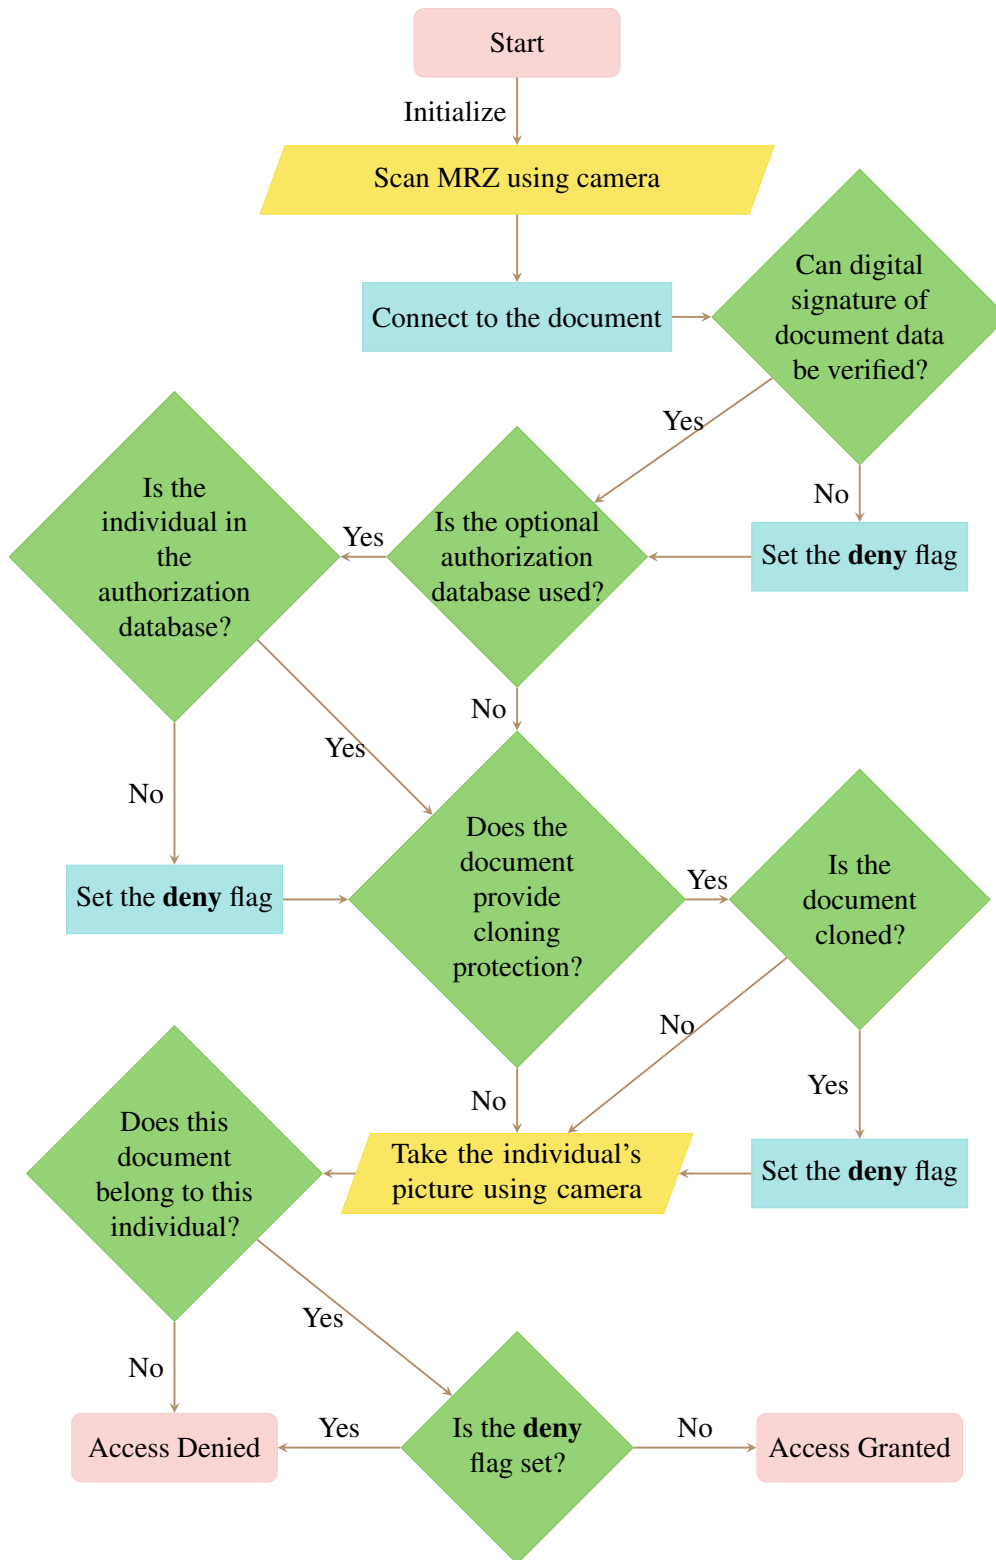 Start
Initialize
Scan MRZ using camera
Connect to the document
Can digital
signature of
document data
be verified?
Yes
No
Set the deny flag
Is the optional
authorization
database used?
Yes
Is the
individual in
the
authorization
database?
No
Yes
No
Set the deny flag
Does the
document
provide
cloning
protection?
Yes
Is the
document
cloned?
No
No
Yes
Set the deny flag
Take the individual's
picture using camera
Does this
document
belong to this
individual?
Yes
No
Is the deny
flag set?
Yes
Access Denied
No
Access Granted